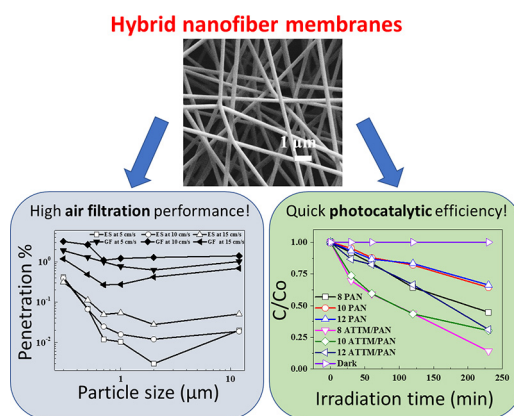 Hybrid nanofiber membranes
1 μm
High air filtration performance!
ES at 5 cm/s ES at 10 cm/s ES at 15 cm/s
GF at 5 cm/s GF at 10 cm/s GF at 15 cm/s
Penetration %
10¹
10⁰
10⁻¹
10⁻²
1 10
Particle size (μm)
Quick photocatalytic efficiency!
C/Co
1.00
0.75
0.50
0.25
0.00
8 PAN
10 PAN
12 PAN
8 ATTM/PAN
10 ATTM/PAN
12 ATTM/PAN
Dark
0 50 100 150 200 250
Irradiation time (min)